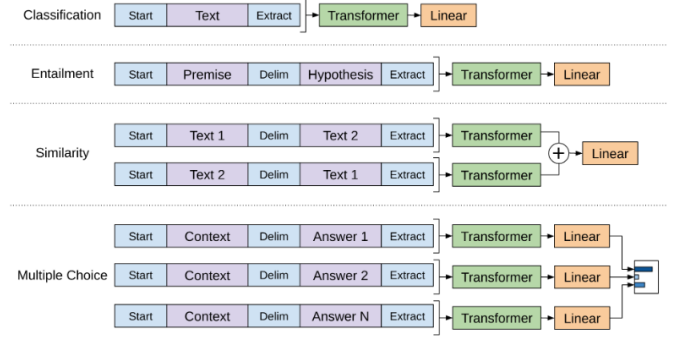 Classification Start Text Extract Transformer Linear
Entailment Start Premise Delim Hypothesis Extract Transformer Linear
Start Text 1 Delim Text 2 Extract Transformer
Similarity + Linear
Start Text 2 Delim Text 1 Extract Transformer
Start Context Delim Answer 1 Extract Transformer Linear
Multiple Choice Start Context Delim Answer 2 Extract Transformer Linear
Start Context Delim Answer N Extract Transformer Linear